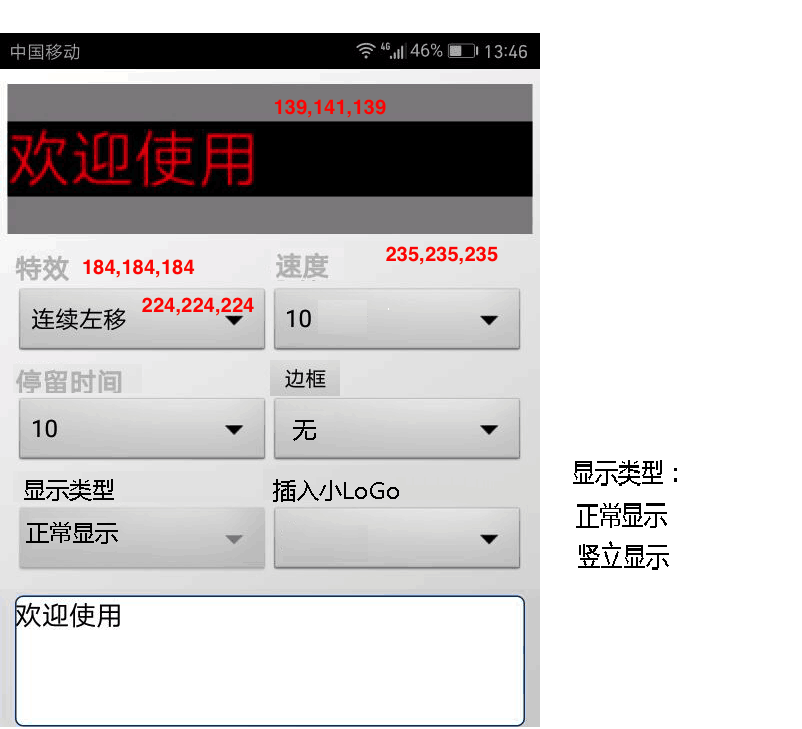 中国移动 4G 46% 13:46
139,141,139
欢迎使用
特效 184,184,184 速度 235,235,235
连续左移 224,224,224 10
停留时间 边框
10 无
显示类型 插入小LoGo
正常显示
欢迎使用
显示类型：
正常显示
竖立显示